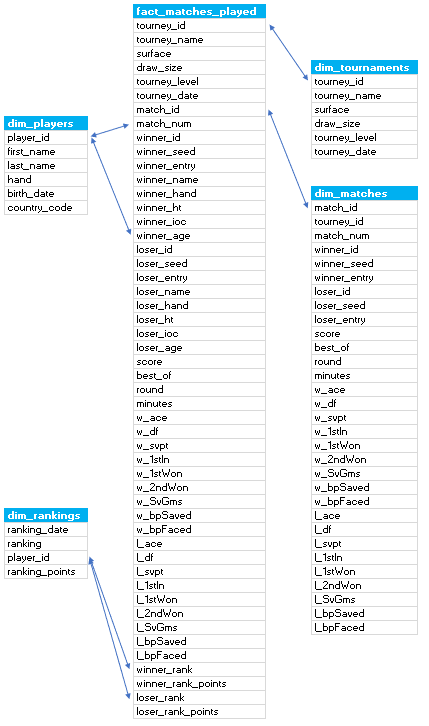 fact_matches_played
tourney_id
tourney_name
surface
draw_size
tourney_level
tourney_date
match_id
match_num
winner_id
winner_seed
winner_entry
winner_name
winner_hand
winner_ht
winner_ioc
winner_age
loser_id
loser_seed
loser_entry
loser_name
loser_hand
loser_ht
loser_ioc
loser_age
score
best_of
round
minutes
w_ace
w_df
w_svpt
w_1stIn
w_1stWon
w_2ndWon
w_SvGms
w_bpSaved
w_bpFaced
l_ace
l_df
l_svpt
l_1stIn
l_1stWon
l_2ndWon
l_SvGms
l_bpSaved
l_bpFaced
winner_rank
winner_rank_points
loser_rank
loser_rank_points
dim_players
player_id
first_name
last_name
hand
birth_date
country_code
dim_rankings
ranking_date
ranking
player_id
ranking_points
dim_tournaments
tourney_id
tourney_name
surface
draw_size
tourney_level
tourney_date
dim_matches
match_id
tourney_id
match_num
winner_id
winner_seed
winner_entry
loser_id
loser_seed
loser_entry
score
best_of
round
minutes
w_ace
w_df
w_svpt
w_1stIn
w_1stWon
w_2ndWon
w_SvGms
w_bpSaved
w_bpFaced
l_ace
l_df
l_svpt
l_1stIn
l_1stWon
l_2ndWon
l_SvGms
l_bpSaved
l_bpFaced